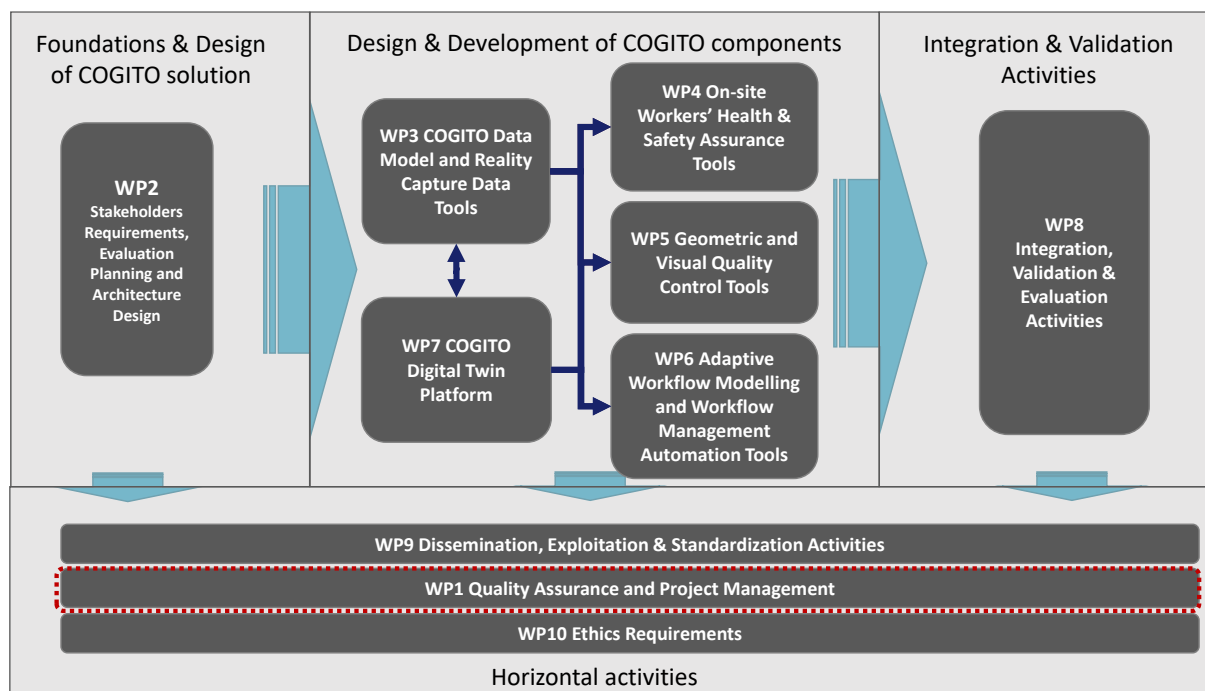 Foundations & Design
of COGITO solution
WP2
Stakeholders
Requirements,
Evaluation
Planning and
Architecture
Design
Design & Development of COGITO components
WP3 COGITO Data
Model and Reality
Capture Data
Tools
WP7 COGITO
Digital Twin
Platform
WP4 On-site
Workers’ Health &
Safety Assurance
Tools
WP5 Geometric and
Visual Quality
Control Tools
WP6 Adaptive
Workflow Modelling
and Workflow
Management
Automation Tools
Integration & Validation
Activities
WP8
Integration,
Validation &
Evaluation
Activities
WP9 Dissemination, Exploitation & Standardization Activities
WP1 Quality Assurance and Project Management
WP10 Ethics Requirements
Horizontal activities